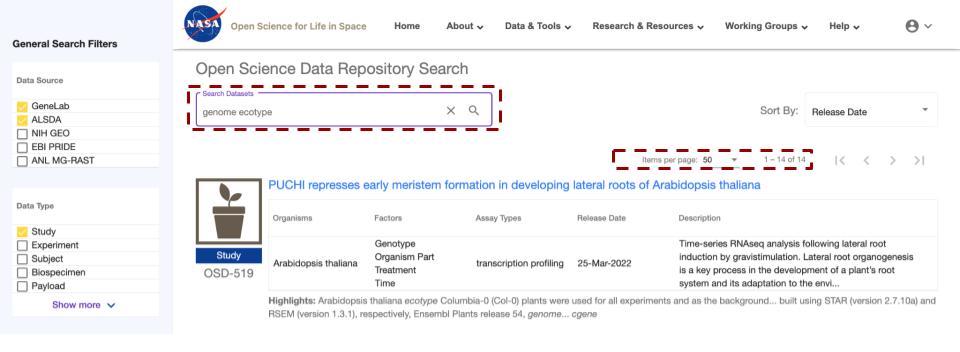 General Search Filters
Data Source
GeneLab
ALSDA
NIH GEO
EBI PRIDE
ANL MG-RAST
Data Type
Study
Experiment
Subject
Biospecimen
Payload
Show more
NASA
Open Science for Life in Space
Home
About
Data & Tools
Research & Resources
Working Groups
Help
Open Science Data Repository Search
Search Datasets
genome ecotype
Sort By:
Release Date
Items per page: 50
1 – 14 of 14
PUCHI represses early meristem formation in developing lateral roots of Arabidopsis thaliana
Study
OSD-519
Organisms
Factors
Assay Types
Release Date
Description
Arabidopsis thaliana
Genotype
Organism Part
Treatment
Time
transcription profiling
25-Mar-2022
Time-series RNAseq analysis following lateral root
induction by gravistimulation. Lateral root organogenesis
is a key process in the development of a plant's root
system and its adaptation to the envi...
Highlights: Arabidopsis thaliana ecotype Columbia-0 (Col-0) plants were used for all experiments and as the background... built using STAR (version 2.7.10a) and
RSEM (version 1.3.1), respectively, Ensembl Plants release 54, genome... cgene